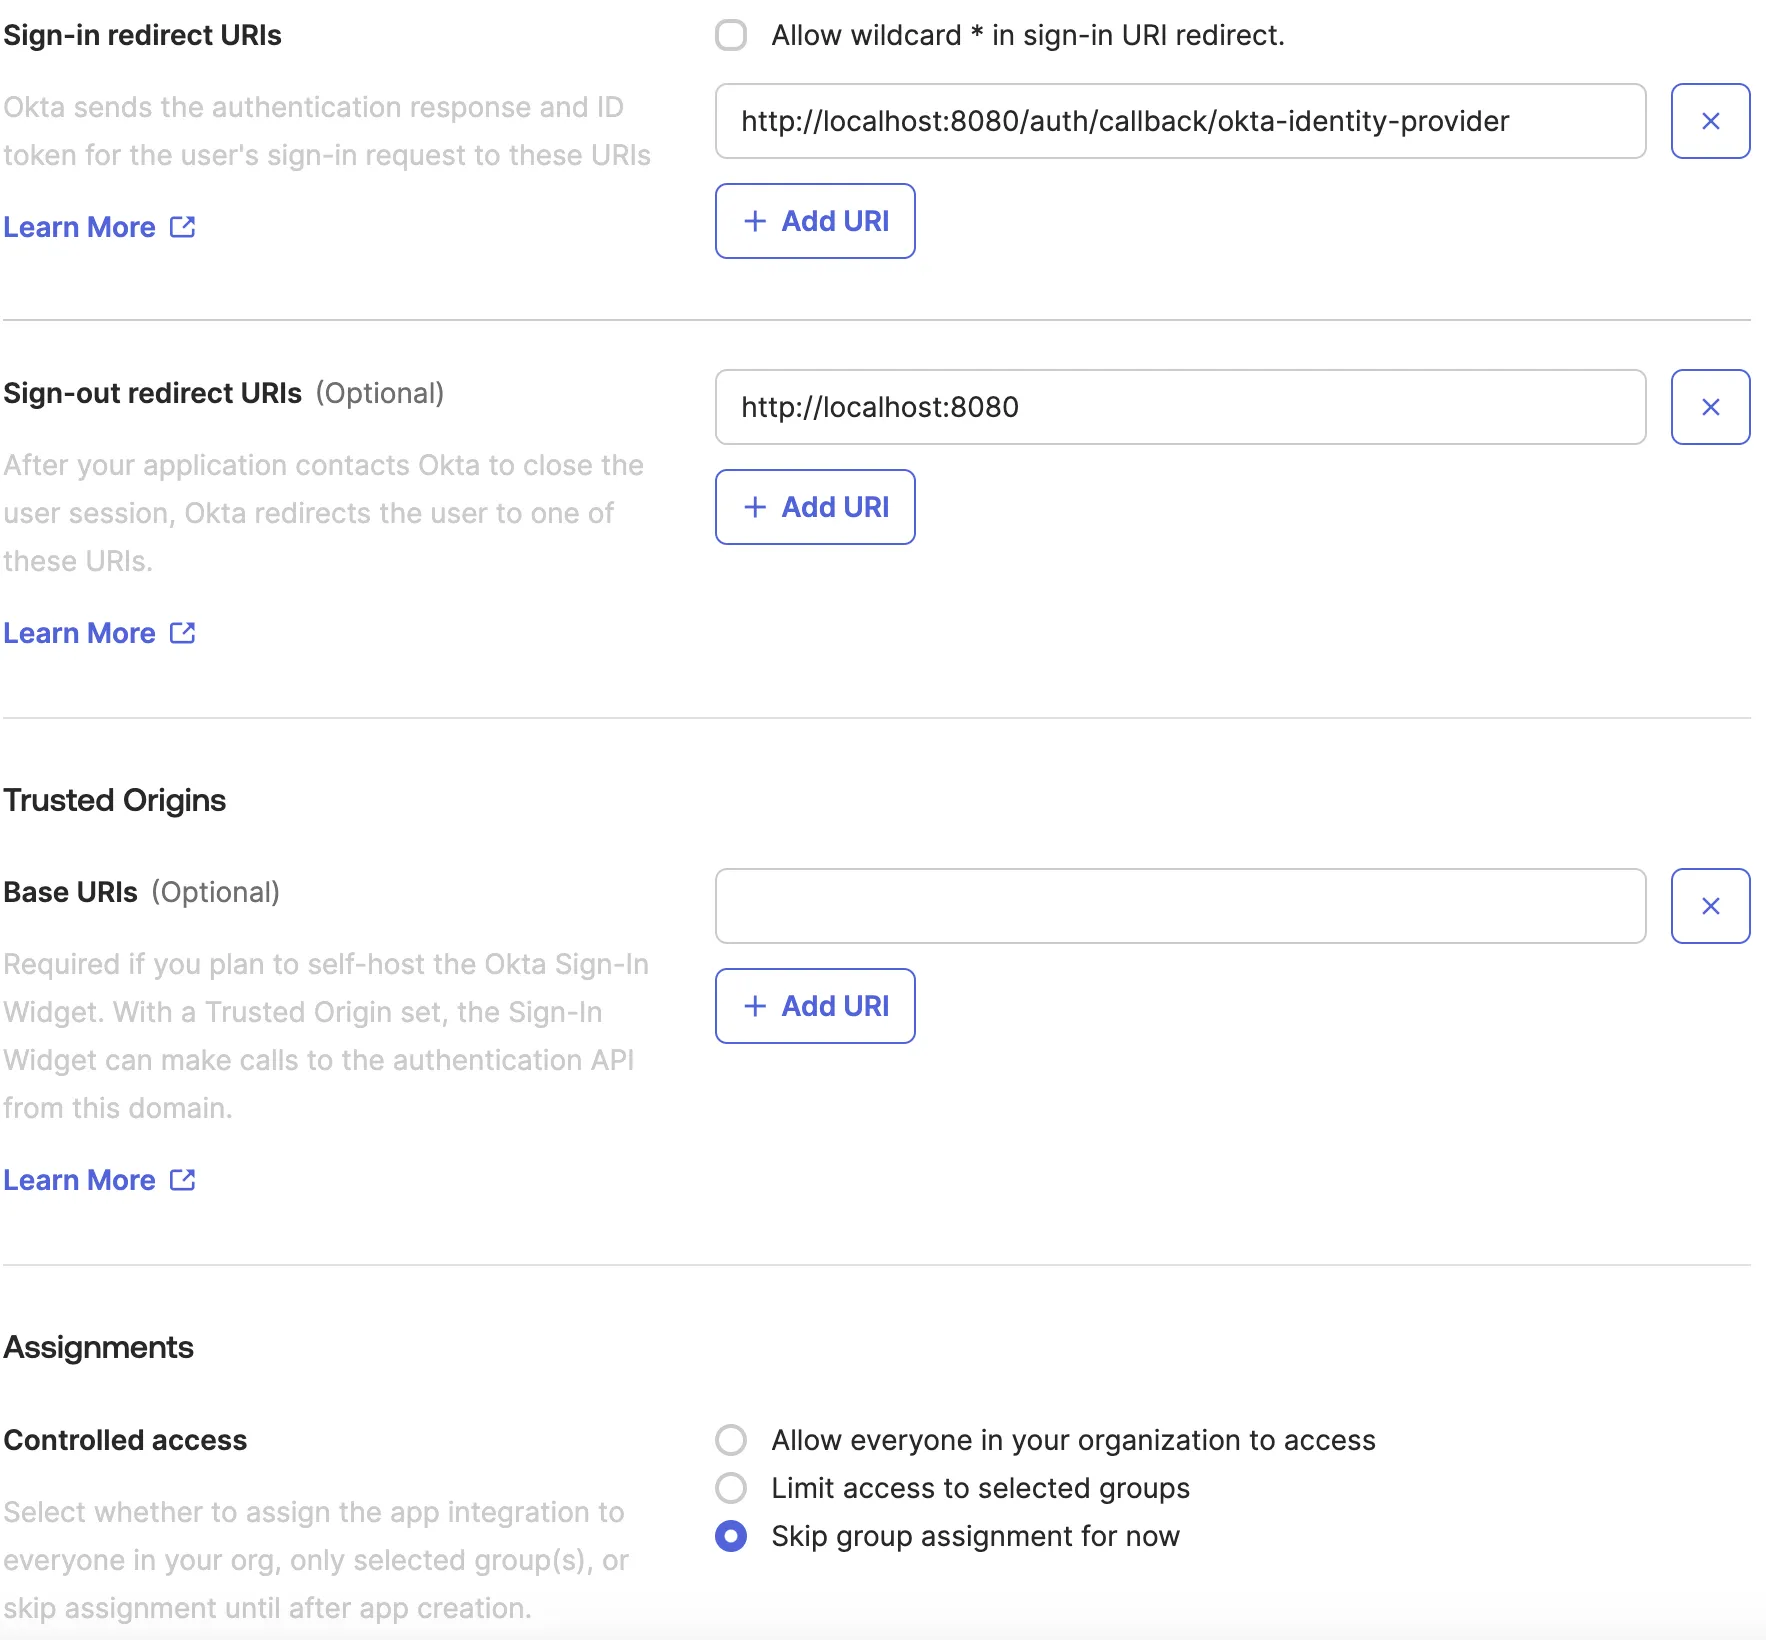 Sign-in redirect URIs
Allow wildcard * in sign-in URI redirect.
Okta sends the authentication response and ID
token for the user's sign-in request to these URIs
http://localhost:8080/auth/callback/okta-identity-provider
+ Add URI
Learn More
Sign-out redirect URIs (Optional)
http://localhost:8080
After your application contacts Okta to close the
user session, Okta redirects the user to one of
these URIs.
+ Add URI
Learn More
Trusted Origins
Base URIs (Optional)
Required if you plan to self-host the Okta Sign-In
Widget. With a Trusted Origin set, the Sign-In
Widget can make calls to the authentication API
from this domain.
+ Add URI
Learn More
Assignments
Controlled access
Select whether to assign the app integration to
everyone in your org, only selected group(s), or
skip assignment until after app creation.
Allow everyone in your organization to access
Limit access to selected groups
Skip group assignment for now